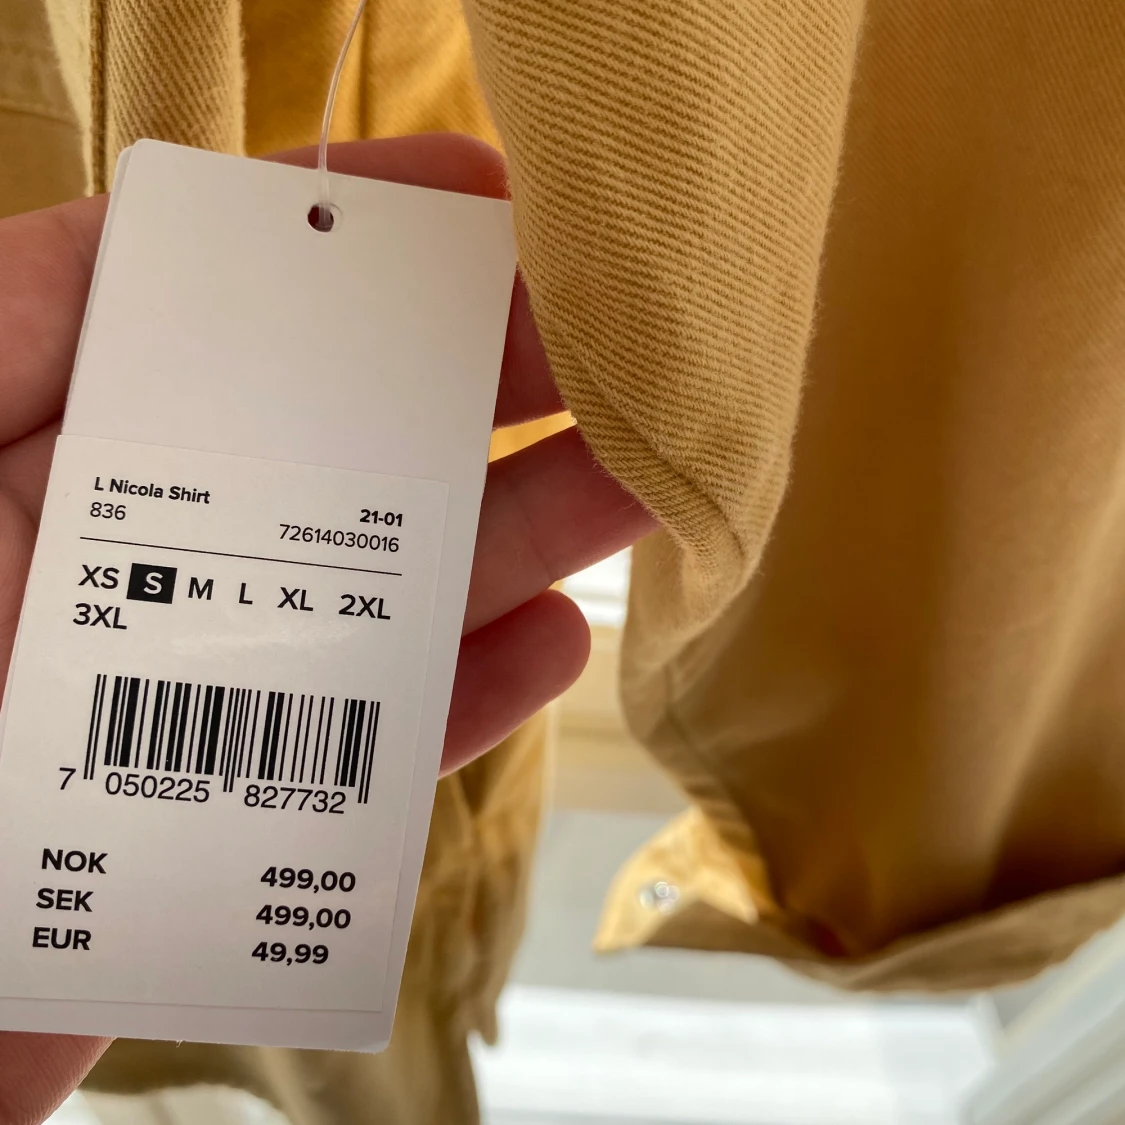 L Nicola Shirt
836
21-01
72614030016
XS S M L XL 2XL
3XL
7 050225 827732
NOK 499,00
SEK 499,00
EUR 49,99